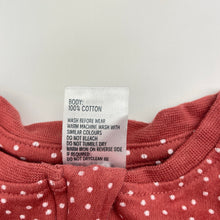 BODY:
100% COTTON
WASH BEFORE WEAR
WARM MACHINE WASH WITH
SIMILAR COLOURS
DO NOT BLEACH
DO NOT TUMBLE DRY
WARM IRON ON REVERSE SIDE
IF REQUIRED
DO NOT DRYCLEAN